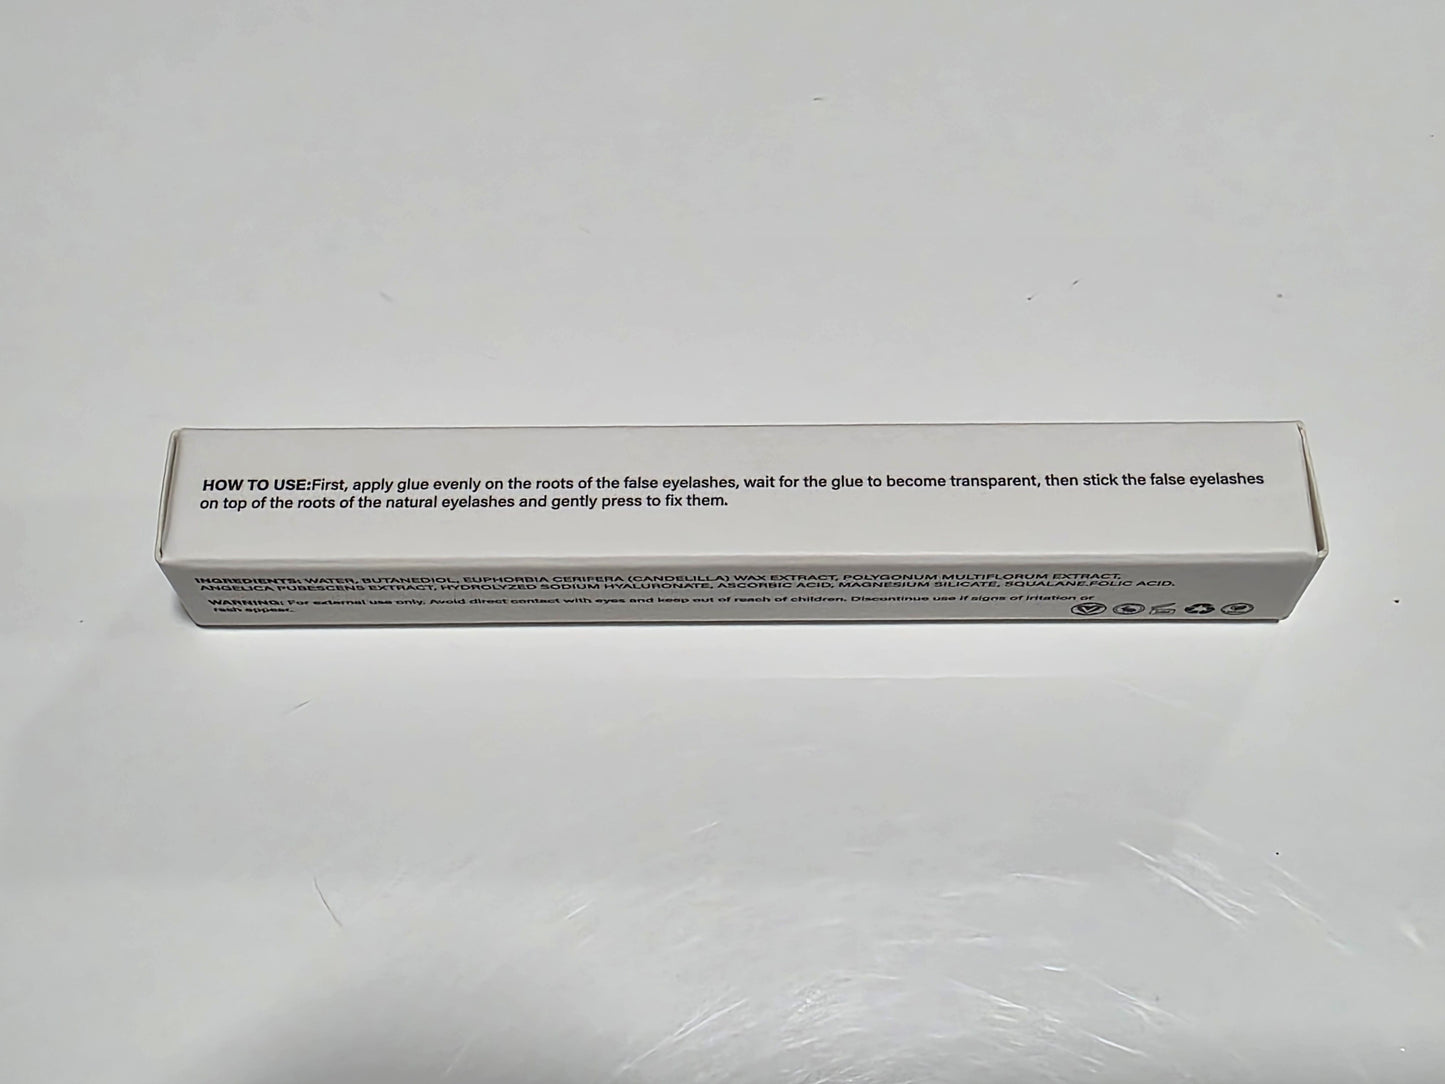 HOW TO USE:First, apply glue evenly on the roots of the false eyelashes, wait for the glue to become transparent, then stick the false eyelashes
on top of the roots of the natural eyelashes and gently press to fix them.
INGREDIENTS: WATER, BUTANEDIOL, EUPHORBIA CERIFERA (CANDELILLA) WAX EXTRACT, POLYGONUM MULTIFLORUM EXTRACT,
ANGELICA PUBESCENS EXTRACT, HYDROLYZED SODIUM HYALURONATE, ASCORBIC ACID, MAGNESIUM SILICATE, SQUALANE,FOLIC ACID.
WARNING: For external use only. Avoid direct contact with eyes and keep out of reach of children. Discontinue use if signs of irritation or
rash appear.